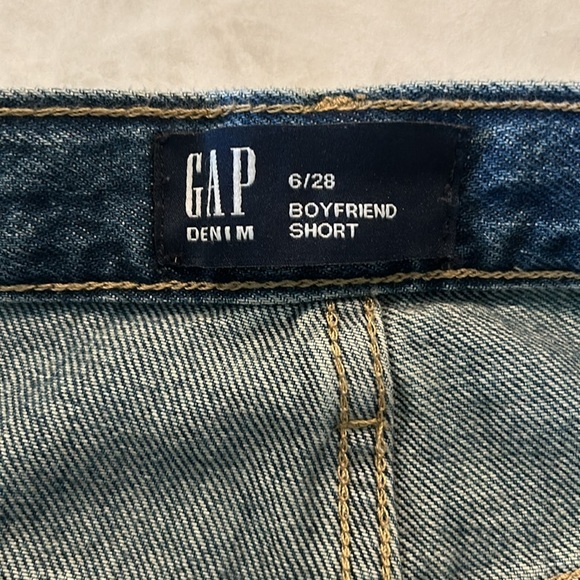 GAP
DENIM
6/28
BOYFRIEND
SHORT